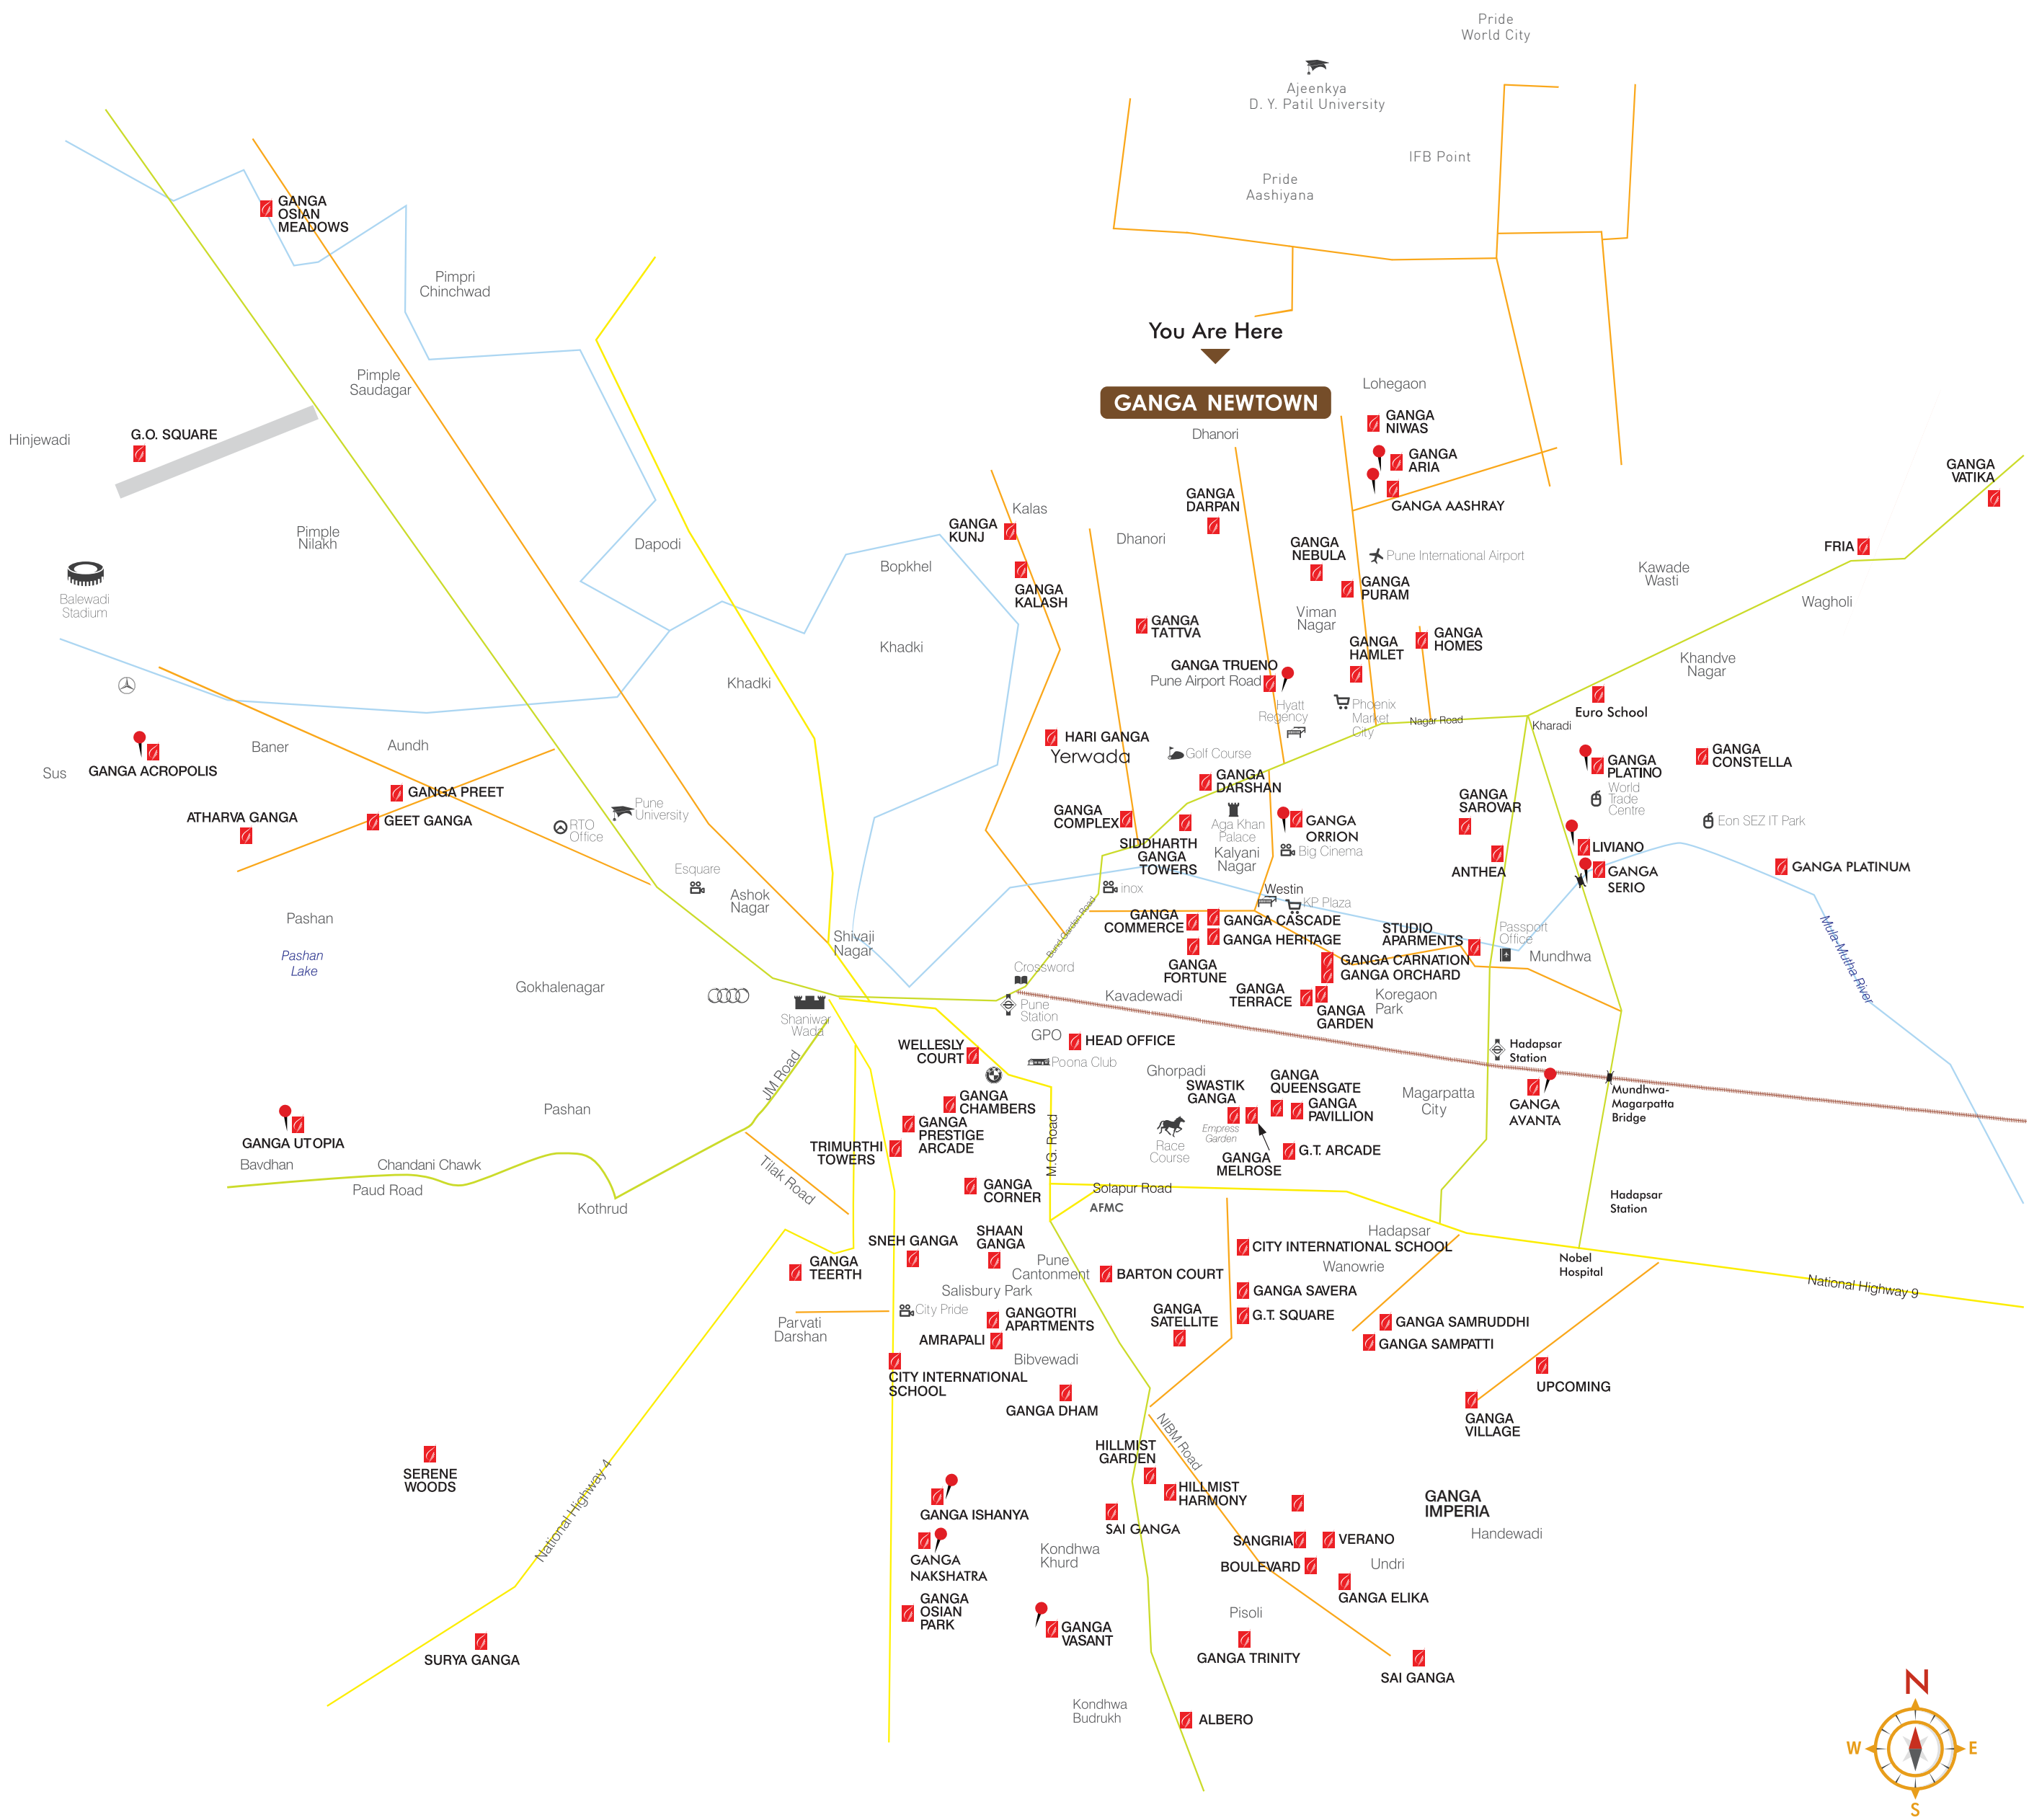 Pride
World City
Ajeenkya
D. Y. Patil University
IFB Point
Pride
Aashiyana
GANGA
OSIAN
MEADOWS
Pimpri
Chinchwad
You Are Here
GANGA NEWTOWN
Dhanori
Lohegaon
GANGA
NIWAS
GANGA
ARIA
GANGA AASHRAY
Pimple
Saudagar
Hinjewadi
G.O. SQUARE
Pimple
Nilakh
Balewadi
Stadium
Dapodi
Bopkhel
Khadki
Khadki
Kalas
GANGA
KUNJ
GANGA
KALASH
Dhanori
GANGA
DARPAN
GANGA
NEBULA
Pune International Airport
GANGA
PURAM
Viman
Nagar
GANGA
TATTVA
GANGA
HAMLET
GANGA
HOMES
GANGA
VATIKA
FRIA
Kawade
Wasti
Wagholi
Khandve
Nagar
Euro School
GANGA TRUENO
Pune Airport Road
Hyatt
Regency
Phoenix
Market
City
Nagar Road
Kharadi
HARI GANGA
Yerwada
Golf Course
GANGA
DARSHAN
GANGA
COMPLEX
SIDDHARTH
GANGA
TOWERS
Aga Khan
Palace
Kalyani
Nagar
GANGA
ORRION
Big Cinema
GANGA
SAROVAR
ANTHEA
GANGA
PLATINO
World
Trade
Centre
GANGA
CONSTELLA
Eon SEZ IT Park
LIVIANO
GANGA
SERIO
GANGA PLATINUM
Mula-Mutha River
Sus
GANGA ACROPOLIS
Baner
Aundh
GANGA PREET
GEET GANGA
ATHARVA GANGA
RTO
Office
Pune
University
Esquare
Ashok
Nagar
Shivaji
Nagar
Pashan
Pashan
Lake
Gokhalenagar
Shaniwar
Wada
inox
Bund Garden Road
Westin
KP Plaza
GANGA
COMMERCE
GANGA CASCADE
GANGA HERITAGE
GANGA
FORTUNE
STUDIO
APARMENTS
Passport
Office
Mundhwa
GANGA CARNATION
GANGA ORCHARD
GANGA
TERRACE
GANGA
GARDEN
Koregaon
Park
Crossword
Pune
Station
Kavadewadi
GPO
HEAD OFFICE
Poona Club
WELLESLY
COURT
Hadapsar
Station
Mundhwa-
Magarpatta
Bridge
GANGA
AVANTA
Magarpatta
City
Ghorpadi
SWASTIK
GANGA
GANGA
QUEENSGATE
GANGA
PAVILLION
Empress
Garden
Race
Course
GANGA
MELROSE
G.T. ARCADE
GANGA
CHAMBERS
GANGA
PRESTIGE
ARCADE
TRIMURTHI
TOWERS
M.G. Road
JM Road
Tilak Road
GANGA UTOPIA
Bavdhan
Chandani Chawk
Paud Road
Pashan
Kothrud
GANGA
CORNER
Solapur Road
AFMC
Hadapsar
Station
Nobel
Hospital
National Highway 9
Hadapsar
CITY INTERNATIONAL SCHOOL
Wanowrie
SNEH GANGA
SHAAN
GANGA
GANGA
TEERTH
Pune
Cantonment
BARTON COURT
Salisbury Park
City Pride
Parvati
Darshan
GANGOTRI
APARTMENTS
AMRAPALI
GANGA SAVERA
G.T. SQUARE
GANGA
SATELLITE
GANGA SAMRUDDHI
GANGA SAMPATTI
Bibvewadi
CITY INTERNATIONAL
SCHOOL
GANGA DHAM
UPCOMING
GANGA
VILLAGE
NIBM Road
HILLMIST
GARDEN
HILLMIST
HARMONY
SAI GANGA
SERENE
WOODS
National Highway 4
GANGA ISHANYA
GANGA
NAKSHATRA
GANGA
OSIAN
PARK
Kondhwa
Khurd
GANGA
VASANT
GANGA
IMPERIA
Handewadi
SANGRIA
VERANO
BOULEVARD
Undri
GANGA ELIKA
Pisoli
GANGA TRINITY
SAI GANGA
SURYA GANGA
Kondhwa
Budrukh
ALBERO
N
W
E
S